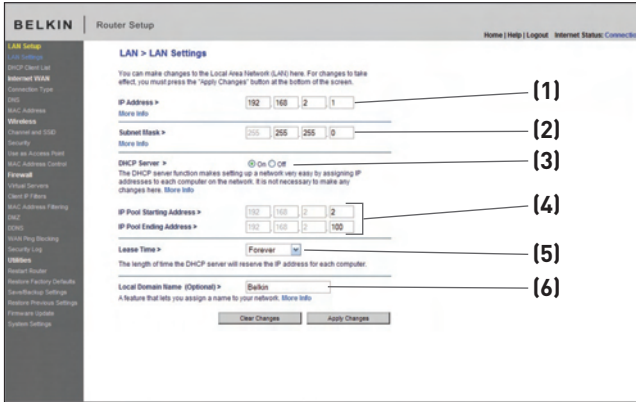 BELKIN Router Setup
Home | Help | Logout Internet Status: Connectio
LAN Setup
LAN Settings
DHCP Client List
Internet WAN
Connection Type
DNS
MAC Address
Wireless
Channel and SSID
Security
Use as Access Point
MAC Address Control
Firewall
Virtual Servers
Client IP Filters
MAC Address Filtering
DMZ
DDNS
WAN Ping Blocking
Security Log
Utilities
Restart Router
Restore Factory Defaults
Save/Backup Settings
Restore Previous Settings
Firmware Update
System Settings
LAN > LAN Settings
You can make changes to the Local Area Network (LAN) here. For changes to take
effect, you must press the "Apply Changes" button at the bottom of the screen.
IP Address > 192 . 168 . 2 . 1 (1)
More Info
Subnet Mask > 255 . 255 . 255 . 0 (2)
More Info
DHCP Server > On Off (3)
The DHCP server function makes setting up a network very easy by assigning IP
addresses to each computer on the network. It is not necessary to make any
changes here. More Info
IP Pool Starting Address > 192 . 168 . 2 . 2 (4)
IP Pool Ending Address > 192 . 168 . 2 . 100
Lease Time > Forever (5)
The length of time the DHCP server will reserve the IP address for each computer.
Local Domain Name (Optional) > Belkin (6)
A feature that lets you assign a name to your network. More Info
Clear Changes Apply Changes